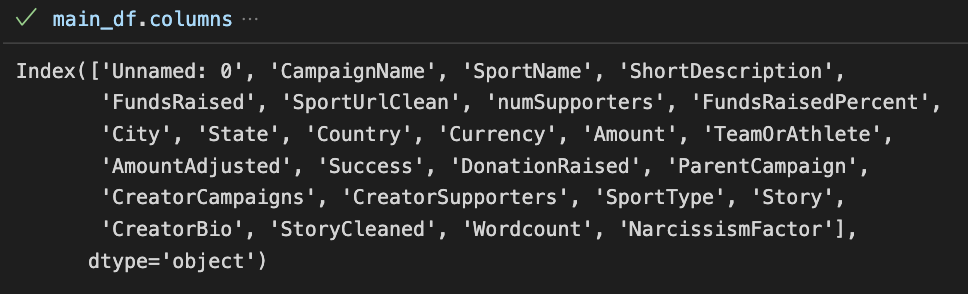 ✓ main_df.columns ...
Index(['Unnamed: 0', 'CampaignName', 'SportName', 'ShortDescription',
'FundsRaised', 'SportUrlClean', 'numSupporters', 'FundsRaisedPercent',
'City', 'State', 'Country', 'Currency', 'Amount', 'TeamOrAthlete',
'AmountAdjusted', 'Success', 'DonationRaised', 'ParentCampaign',
'CreatorCampaigns', 'CreatorSupporters', 'SportType', 'Story',
'CreatorBio', 'StoryCleaned', 'Wordcount', 'NarcissismFactor'],
dtype='object')